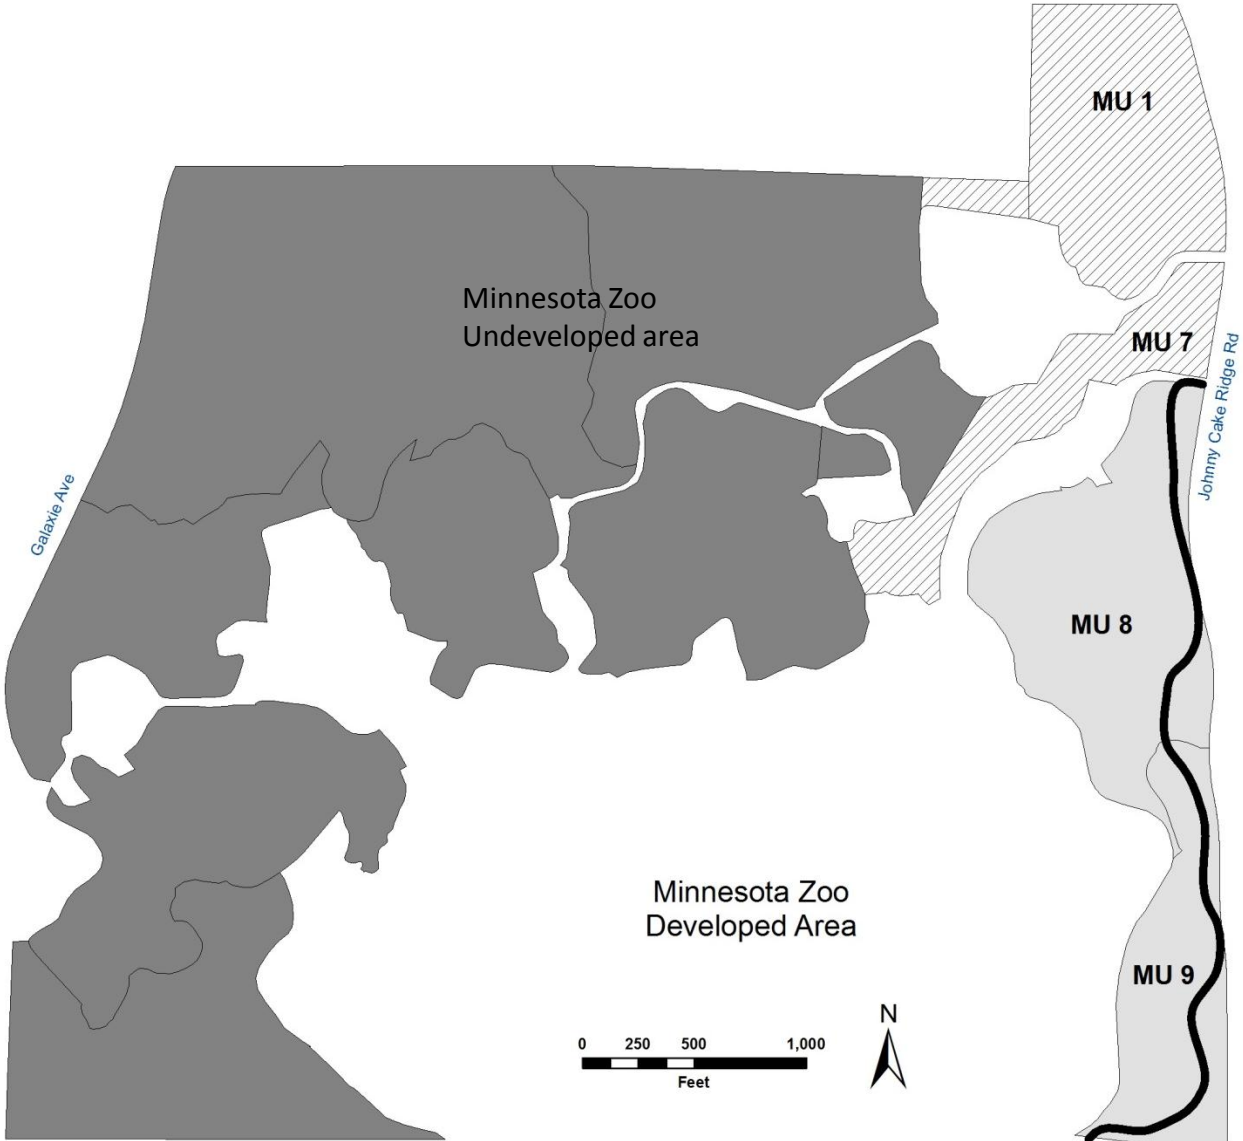 MU 1
Minnesota Zoo
Undeveloped area
MU 7
Johnny Cake Ridge Rd
Galaxie Ave
MU 8
Minnesota Zoo
Developed Area
MU 9
N
0 250 500 1,000
Feet